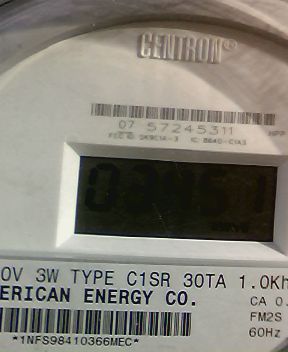 CENTRON®
07 57245311
0V 3W TYPE C1SR 30TA 1.0Kh
ERICAN ENERGY CO.
CA 0.
FM2S
60Hz
*1NFS98410366MEC*